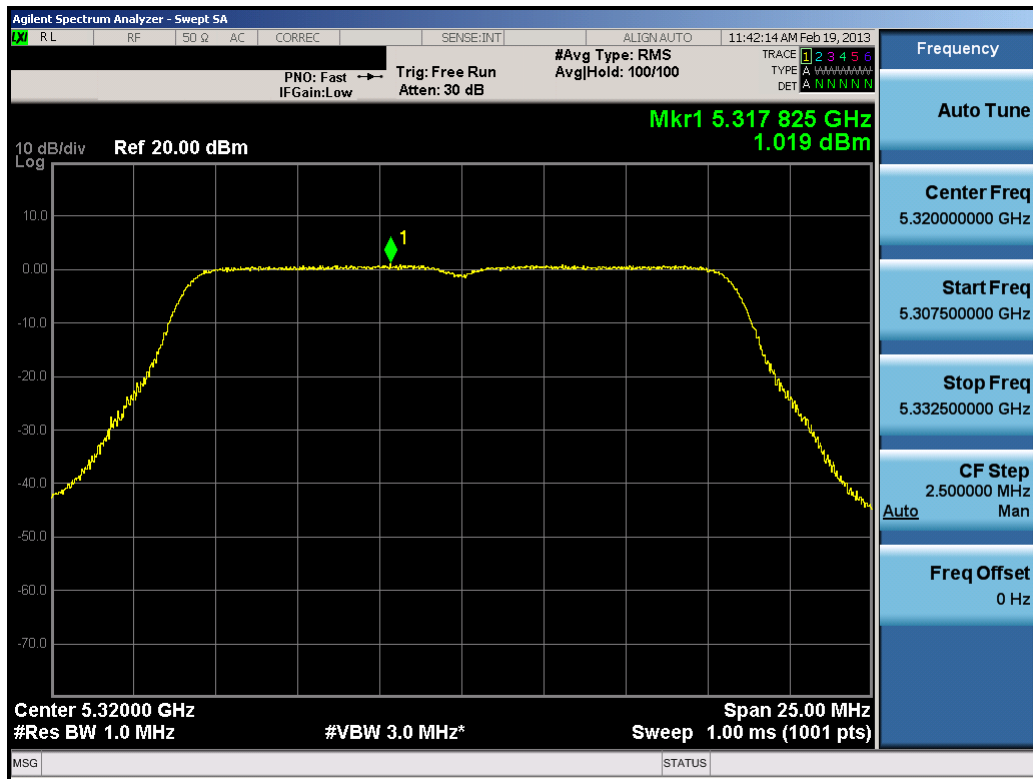 Agilent Spectrum Analyzer - Swept SA
LXI RL RF 50 Ω AC CORREC SENSE:INT ALIGN AUTO 11:42:14 AM Feb 19, 2013
#Avg Type: RMS TRACE 1 2 3 4 5 6
PNO: Fast Trig: Free Run Avg|Hold: 100/100 TYPE A WWWWW
IFGain:Low Atten: 30 dB DET A N N N N N
Mkr1 5.317 825 GHz
1.019 dBm
10 dB/div Ref 20.00 dBm
Log
10.0
1
0.00
-10.0
-20.0
-30.0
-40.0
-50.0
-60.0
-70.0
Center 5.32000 GHz Span 25.00 MHz
#Res BW 1.0 MHz #VBW 3.0 MHz* Sweep 1.00 ms (1001 pts)
MSG STATUS
Frequency
Auto Tune
Center Freq
5.320000000 GHz
Start Freq
5.307500000 GHz
Stop Freq
5.332500000 GHz
CF Step
2.500000 MHz
Auto Man
Freq Offset
0 Hz